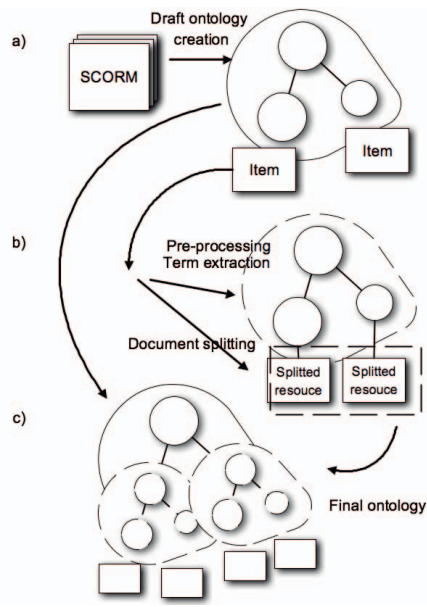 a)
Draft ontology
creation
SCORM
Item
Item
b)
Pre-processing
Term extraction
Document splitting
Splitted
resouce
Splitted
resouce
c)
Final ontology